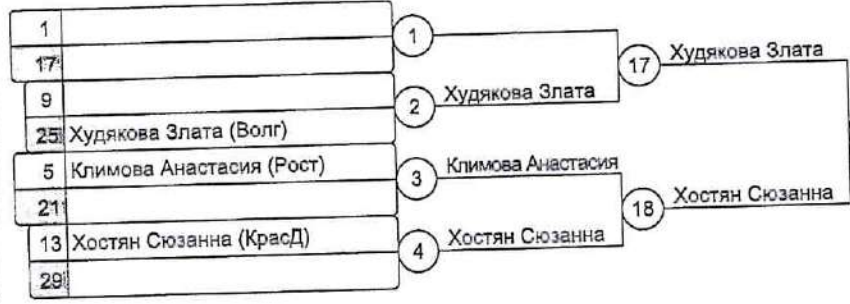 1
17
1
9
25 Худякова Злата (Волг)
2 Худякова Злата
17 Худякова Злата
5 Климова Анастасия (Рост)
21
3 Климова Анастасия
13 Хостян Сюзанна (КрасД)
29
4 Хостян Сюзанна
18 Хостян Сюзанна